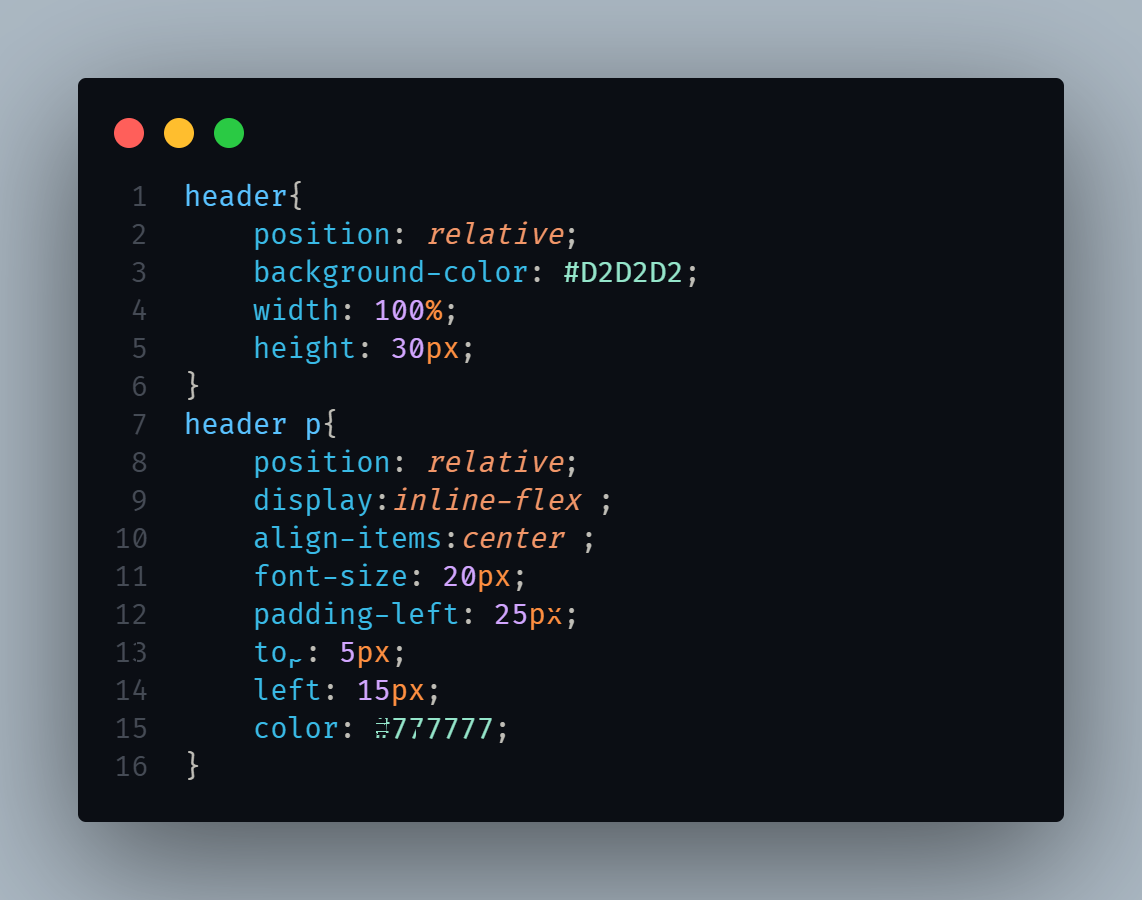 1 header{
2 position: relative;
3 background-color: #D2D2D2;
4 width: 100%;
5 height: 30px;
6 }
7 header p{
8 position: relative;
9 display:inline-flex ;
10 align-items:center ;
11 font-size: 20px;
12 padding-left: 25px;
13 top: 5px;
14 left: 15px;
15 color: #777777;
16 }